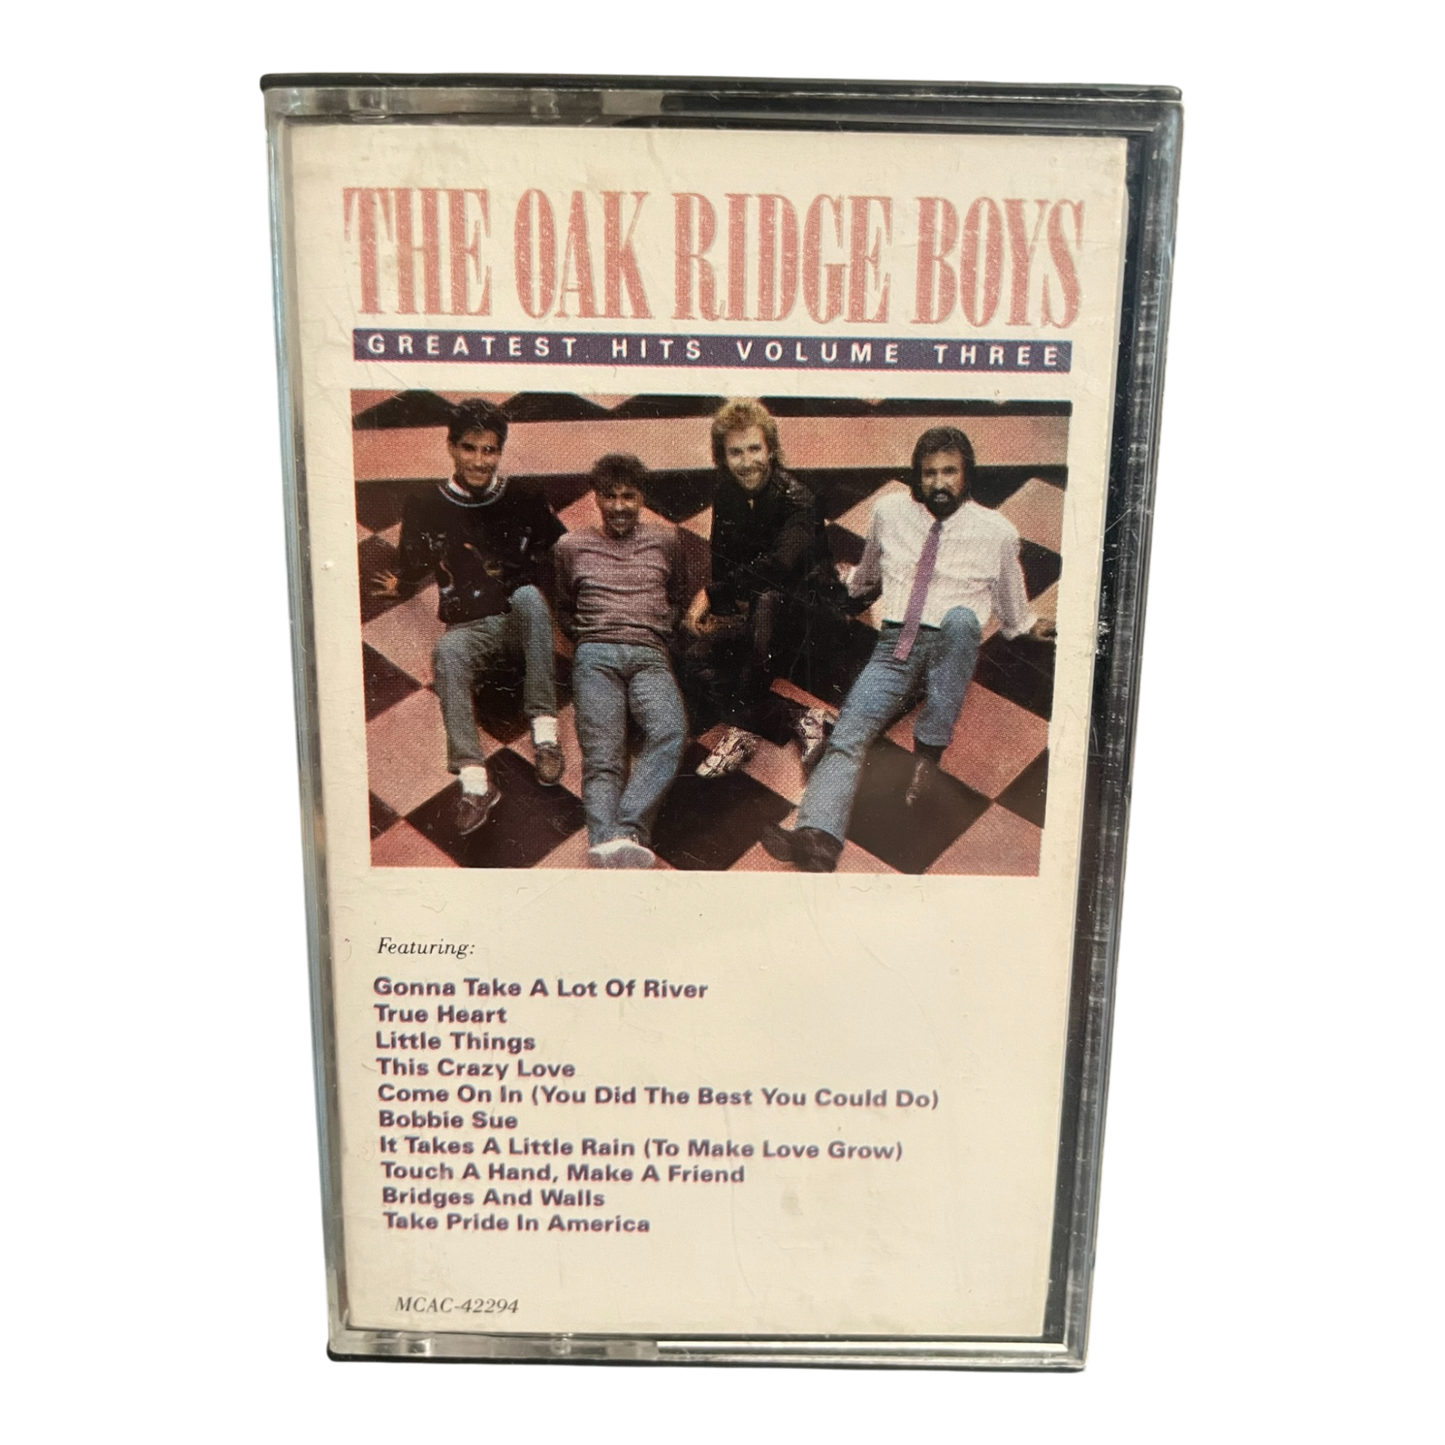 THE OAK RIDGE BOYS
GREATEST HITS VOLUME THREE
Featuring:
Gonna Take A Lot Of River
True Heart
Little Things
This Crazy Love
Come On In (You Did The Best You Could Do)
Bobbie Sue
It Takes A Little Rain (To Make Love Grow)
Touch A Hand, Make A Friend
Bridges And Walls
Take Pride In America
MCAC-42294